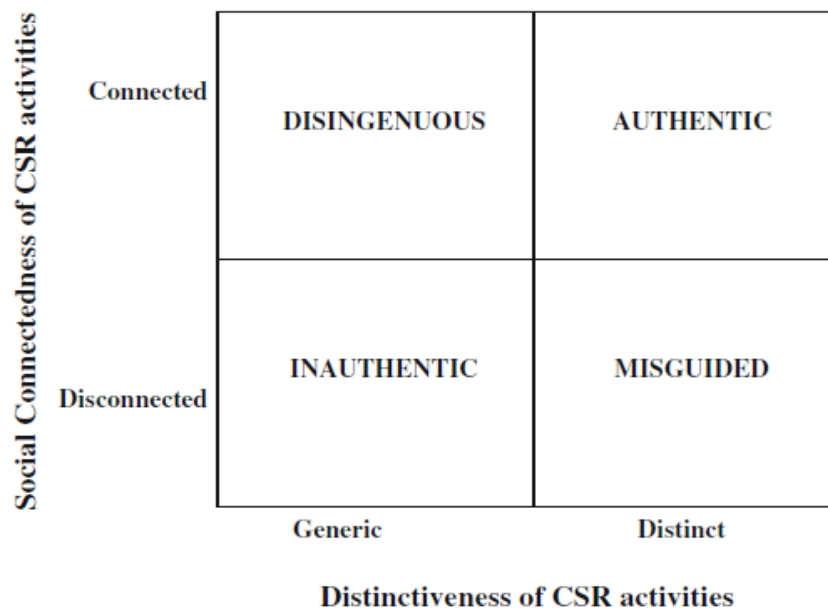 Social Connectedness of CSR activities
Connected
DISINGENUOUS
AUTHENTIC
Disconnected
INAUTHENTIC
MISGUIDED
Generic
Distinct
Distinctiveness of CSR activities